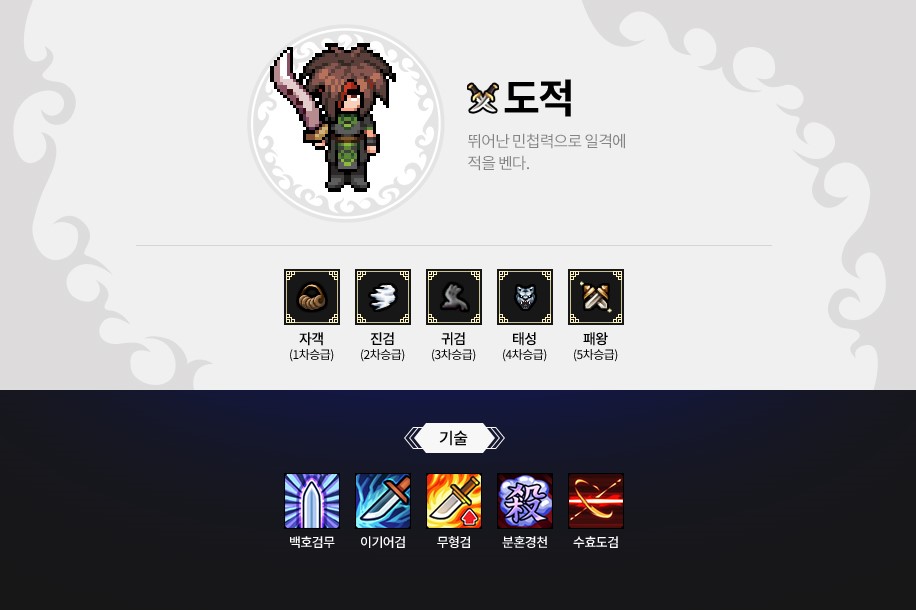 도적
뛰어난 민첩력으로 일격에
적을 벤다.
자객
(1차승급)
진검
(2차승급)
귀검
(3차승급)
태성
(4차승급)
패왕
(5차승급)
기술
殺
백호검무
이기어검
무형검
분혼경천
수효도검